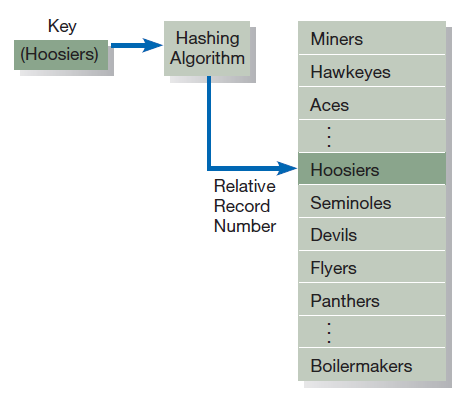 Key
(Hoosiers)
Hashing
Algorithm
Relative
Record
Number
Miners
Hawkeyes
Aces
⋮
Hoosiers
Seminoles
Devils
Flyers
Panthers
⋮
Boilermakers